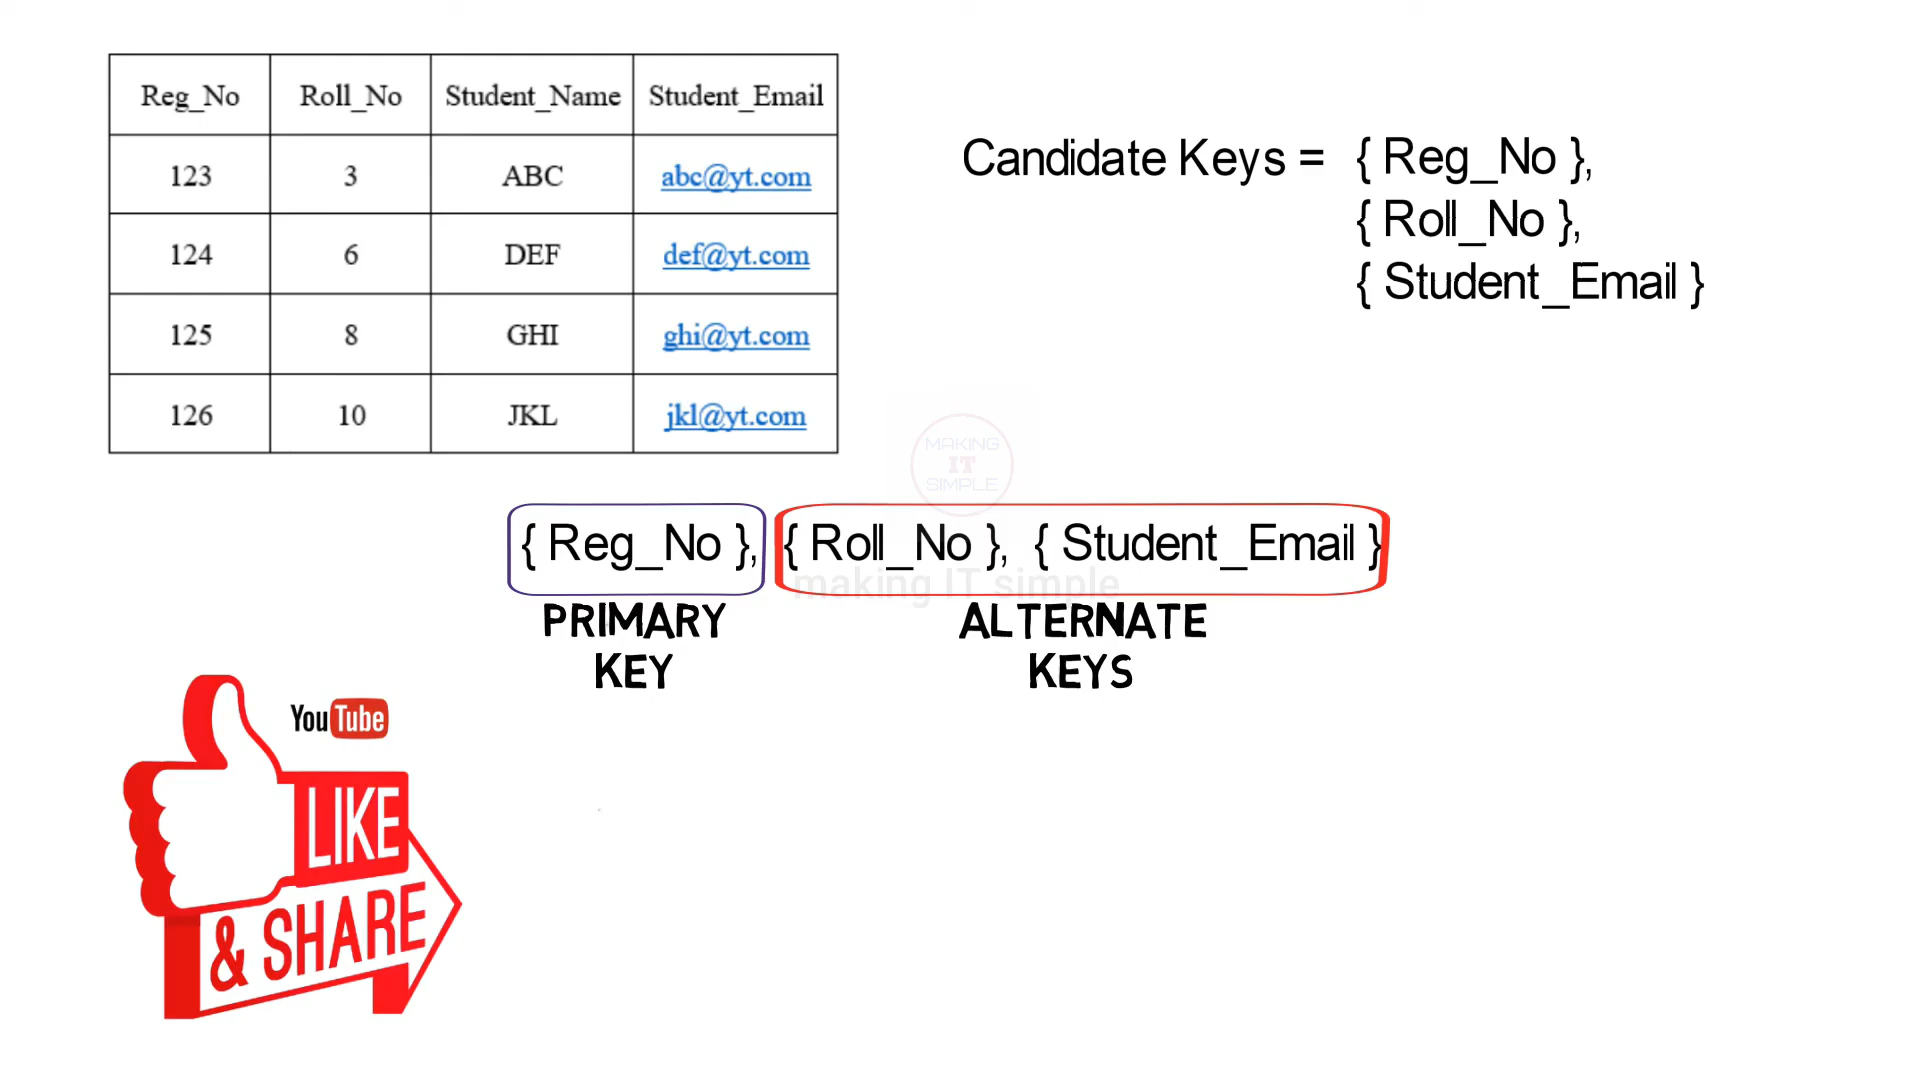 Reg_No Roll_No Student_Name Student_Email
123 3 ABC abc@yt.com
124 6 DEF def@yt.com
125 8 GHI ghi@yt.com
126 10 JKL jkl@yt.com
Candidate Keys = { Reg_No },
{ Roll_No },
{ Student_Email }
MAKING
IT
SIMPLE
{ Reg_No }, { Roll_No }, { Student_Email }
making IT simple
PRIMARY
KEY
ALTERNATE
KEYS
YouTube
LIKE
& SHARE